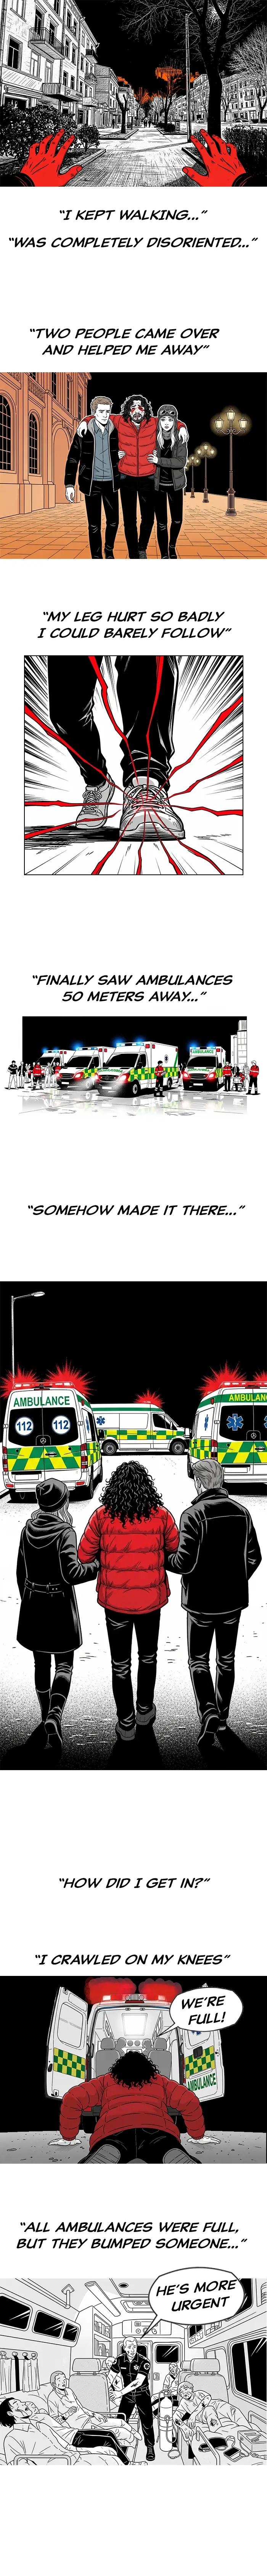 “I KEPT WALKING...”
“WAS COMPLETELY DISORIENTED...”
“TWO PEOPLE CAME OVER
AND HELPED ME AWAY”
“MY LEG HURT SO BADLY
I COULD BARELY FOLLOW”
“FINALLY SAW AMBULANCES
50 METERS AWAY...”
AMBULANCE
“SOMEHOW MADE IT THERE...”
AMBULANCE
112 112
AMBULAN
“HOW DID I GET IN?”
“I CRAWLED ON MY KNEES”
WE'RE
FULL!
AMBULANCE
“ALL AMBULANCES WERE FULL,
BUT THEY BUMPED SOMEONE...”
HE'S MORE
URGENT